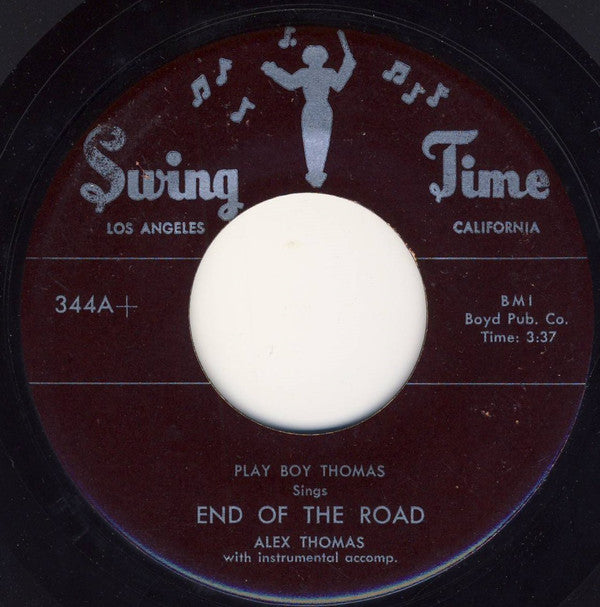 Swing Time
LOS ANGELES CALIFORNIA
344A+
BMI
Boyd Pub. Co.
Time: 3:37
PLAY BOY THOMAS
Sings
END OF THE ROAD
ALEX THOMAS
with instrumental accomp.